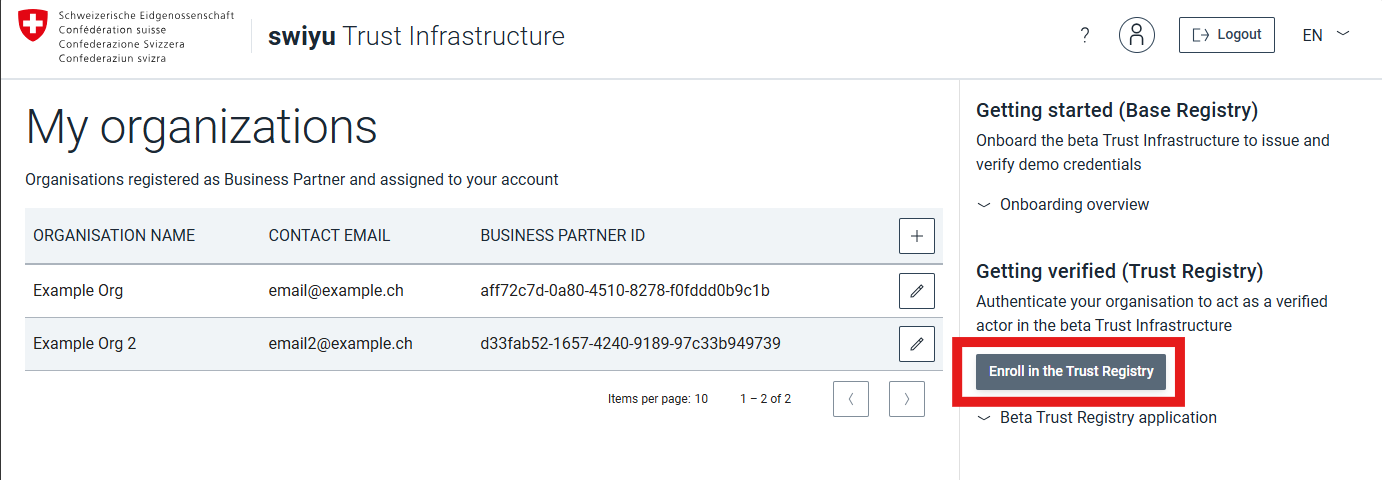 Schweizerische Eidgenossenschaft
Confédération suisse
Confederazione Svizzera
Confederaziun svizra
swiyu Trust Infrastructure
?
Logout
EN
My organizations
Organisations registered as Business Partner and assigned to your account
ORGANISATION NAME CONTACT EMAIL BUSINESS PARTNER ID +
Example Org email@example.ch aff72c7d-0a80-4510-8278-f0fddd0b9c1b
Example Org 2 email2@example.ch d33fab52-1657-4240-9189-97c33b949739
Items per page: 10 1 – 2 of 2
Getting started (Base Registry)
Onboard the beta Trust Infrastructure to issue and
verify demo credentials
Onboarding overview
Getting verified (Trust Registry)
Authenticate your organisation to act as a verified
actor in the beta Trust Infrastructure
Enroll in the Trust Registry
Beta Trust Registry application